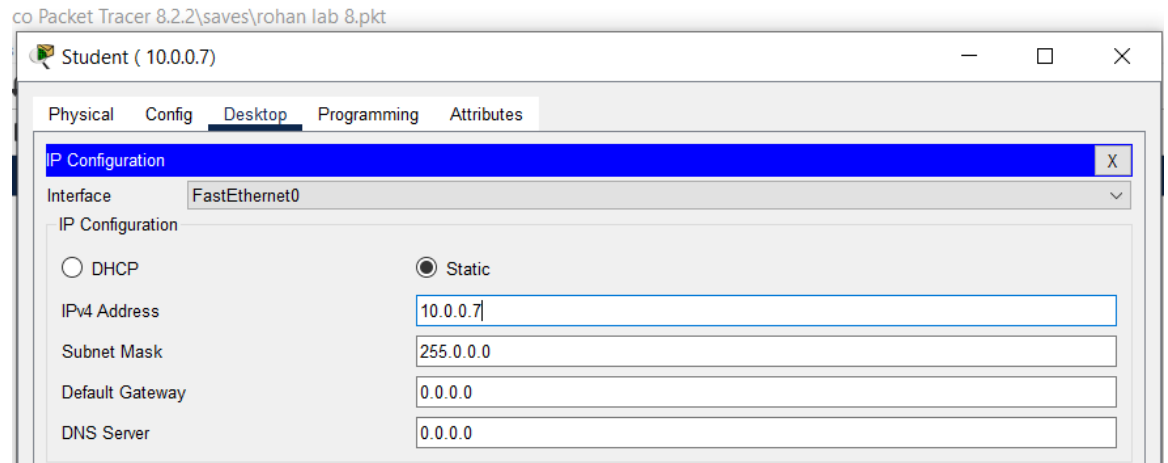 co Packet Tracer 8.2.2\saves\rohan lab 8.pkt
Student ( 10.0.0.7)
Physical Config Desktop Programming Attributes
IP Configuration X
Interface FastEthernet0
IP Configuration
DHCP Static
IPv4 Address 10.0.0.7
Subnet Mask 255.0.0.0
Default Gateway 0.0.0.0
DNS Server 0.0.0.0